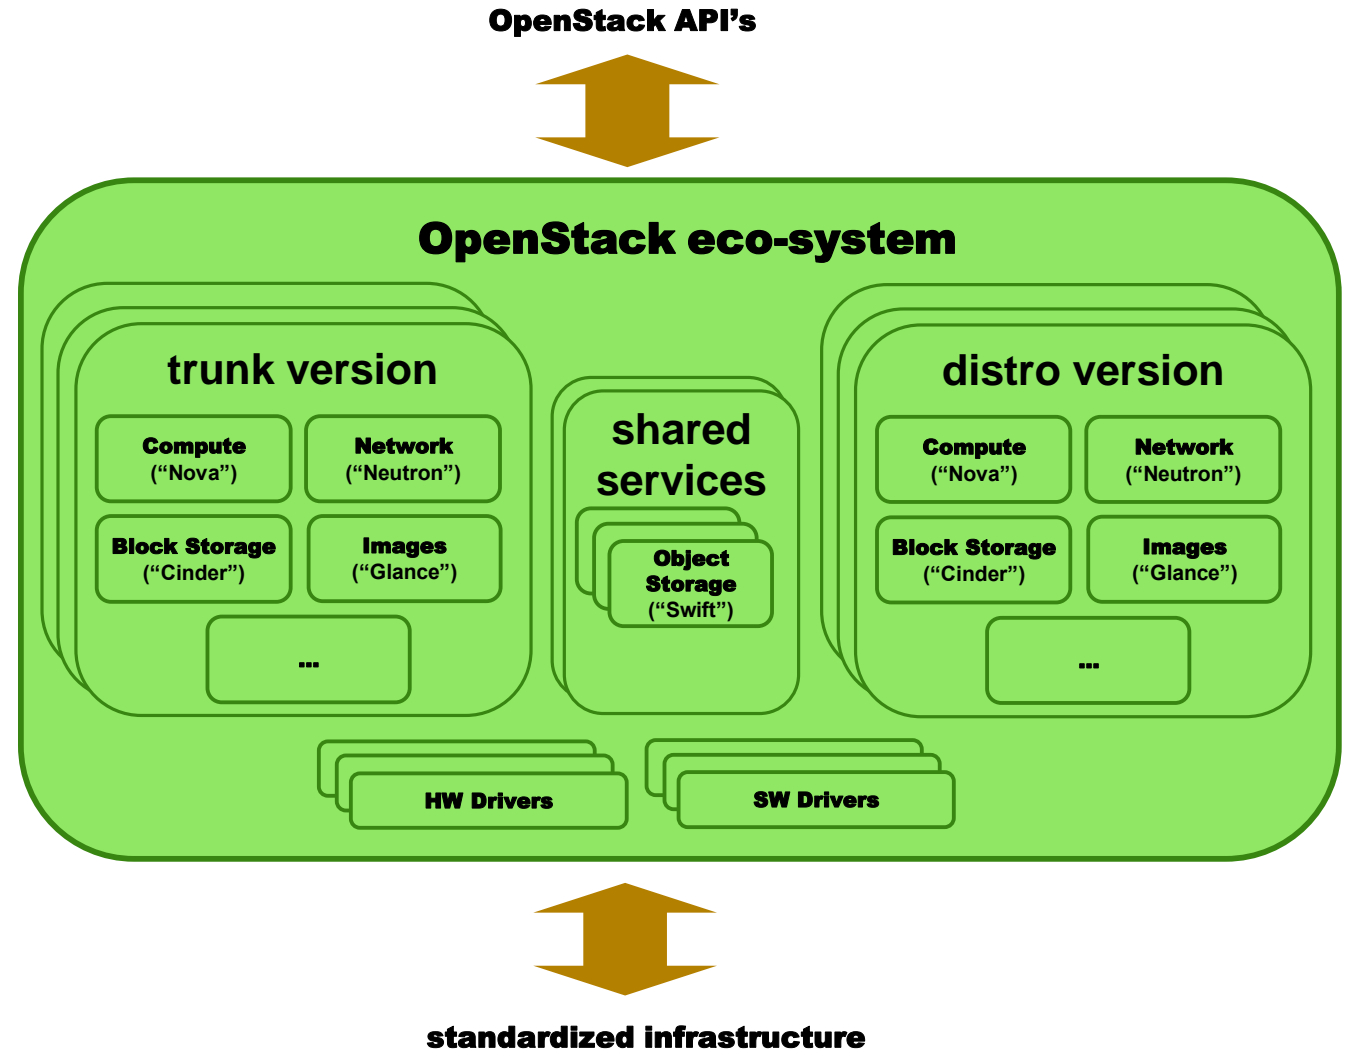 OpenStack API’s
OpenStack eco-system
trunk version
Compute
(“Nova”)
Network
(“Neutron”)
Block Storage
(“Cinder”)
Images
(“Glance”)
...
shared
services
Object
Storage
(“Swift”)
distro version
Compute
(“Nova”)
Network
(“Neutron”)
Block Storage
(“Cinder”)
Images
(“Glance”)
...
HW Drivers
SW Drivers
standardized infrastructure